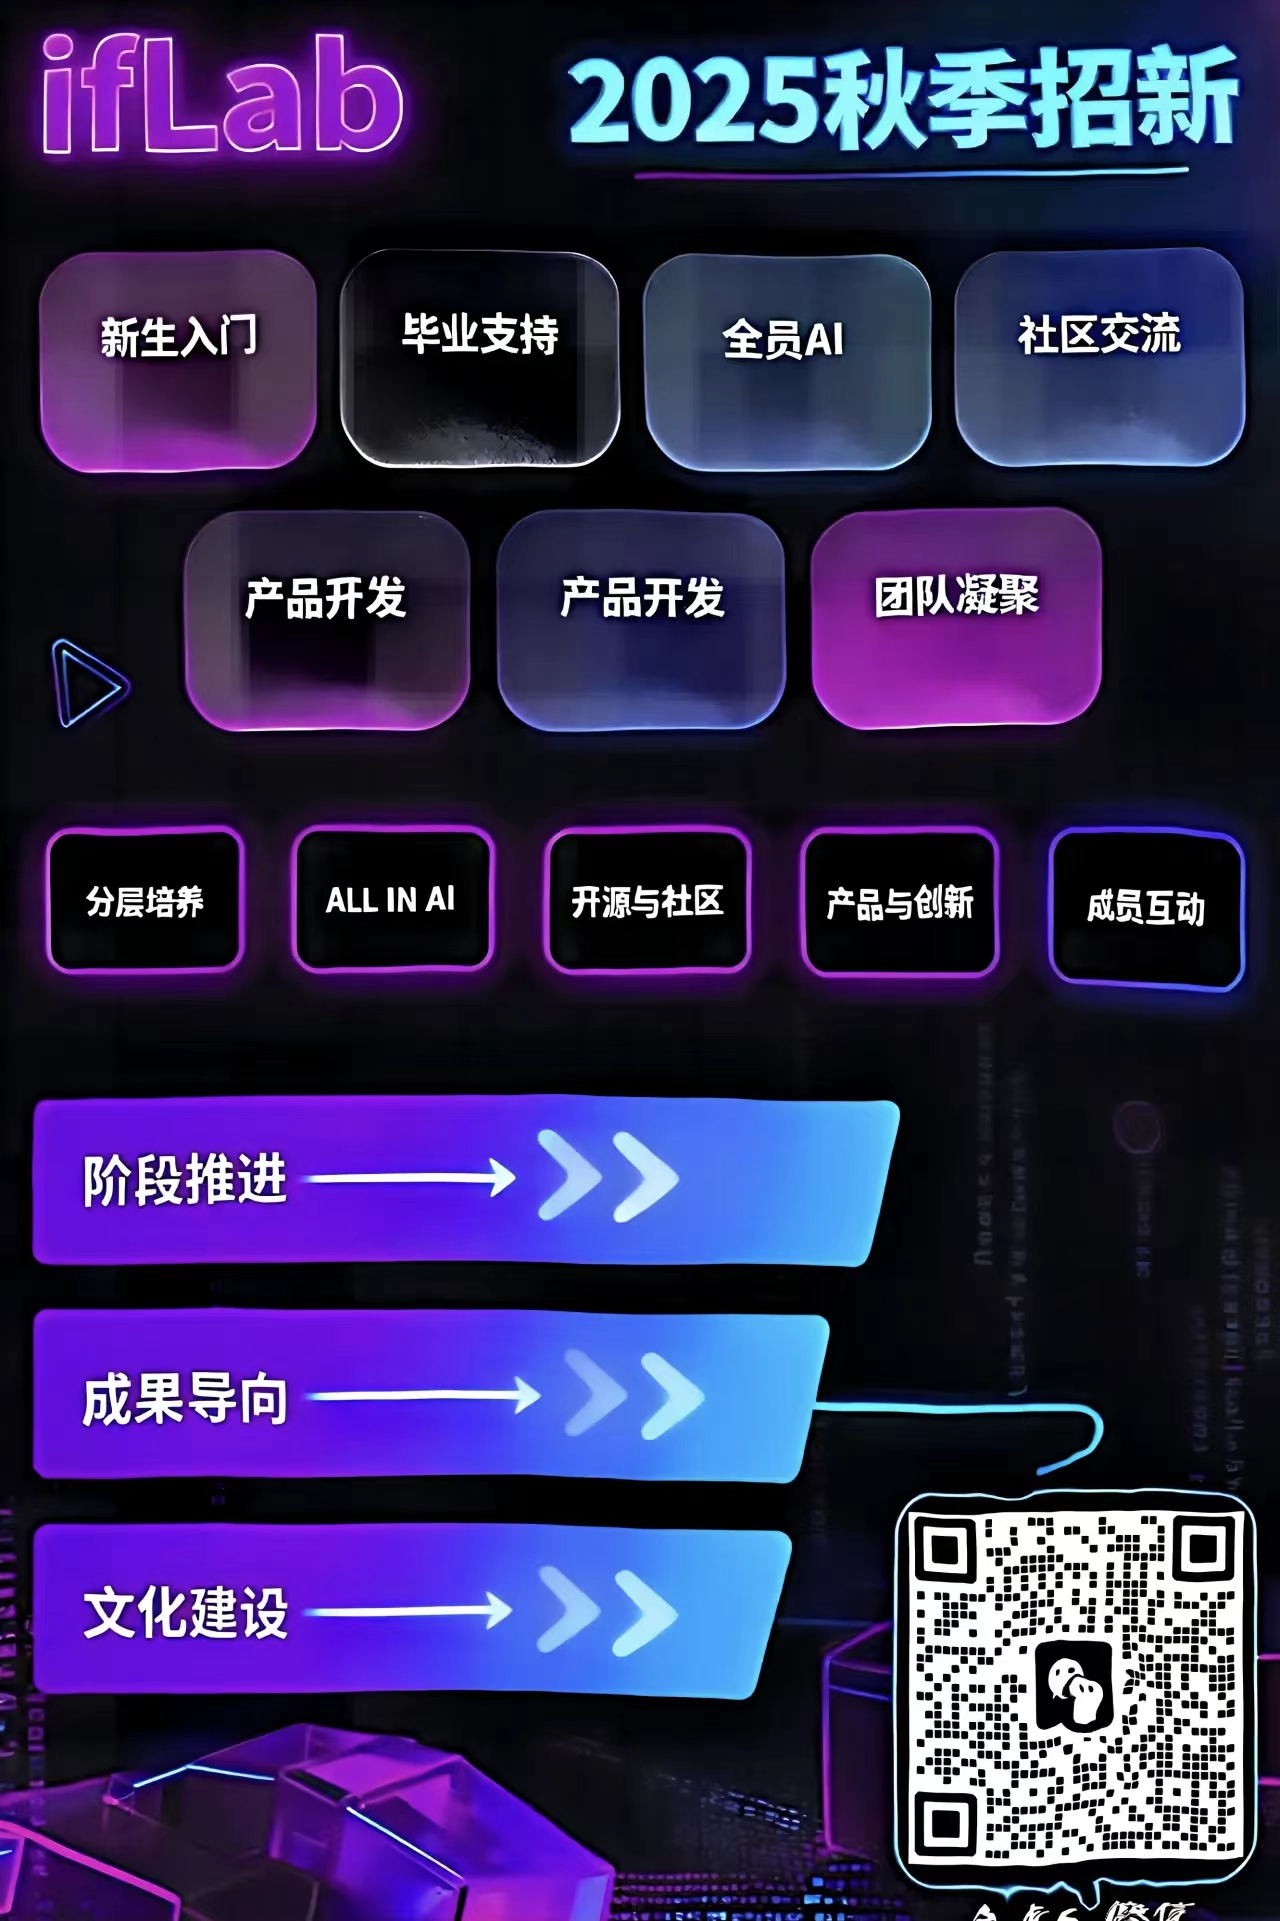 ifLab
2025秋季招新
新生入门
毕业支持
全员AI
社区交流
产品开发
产品开发
团队凝聚
分层培养
ALL IN AI
开源与社区
产品与创新
成员互动
阶段推进
成果导向
文化建设